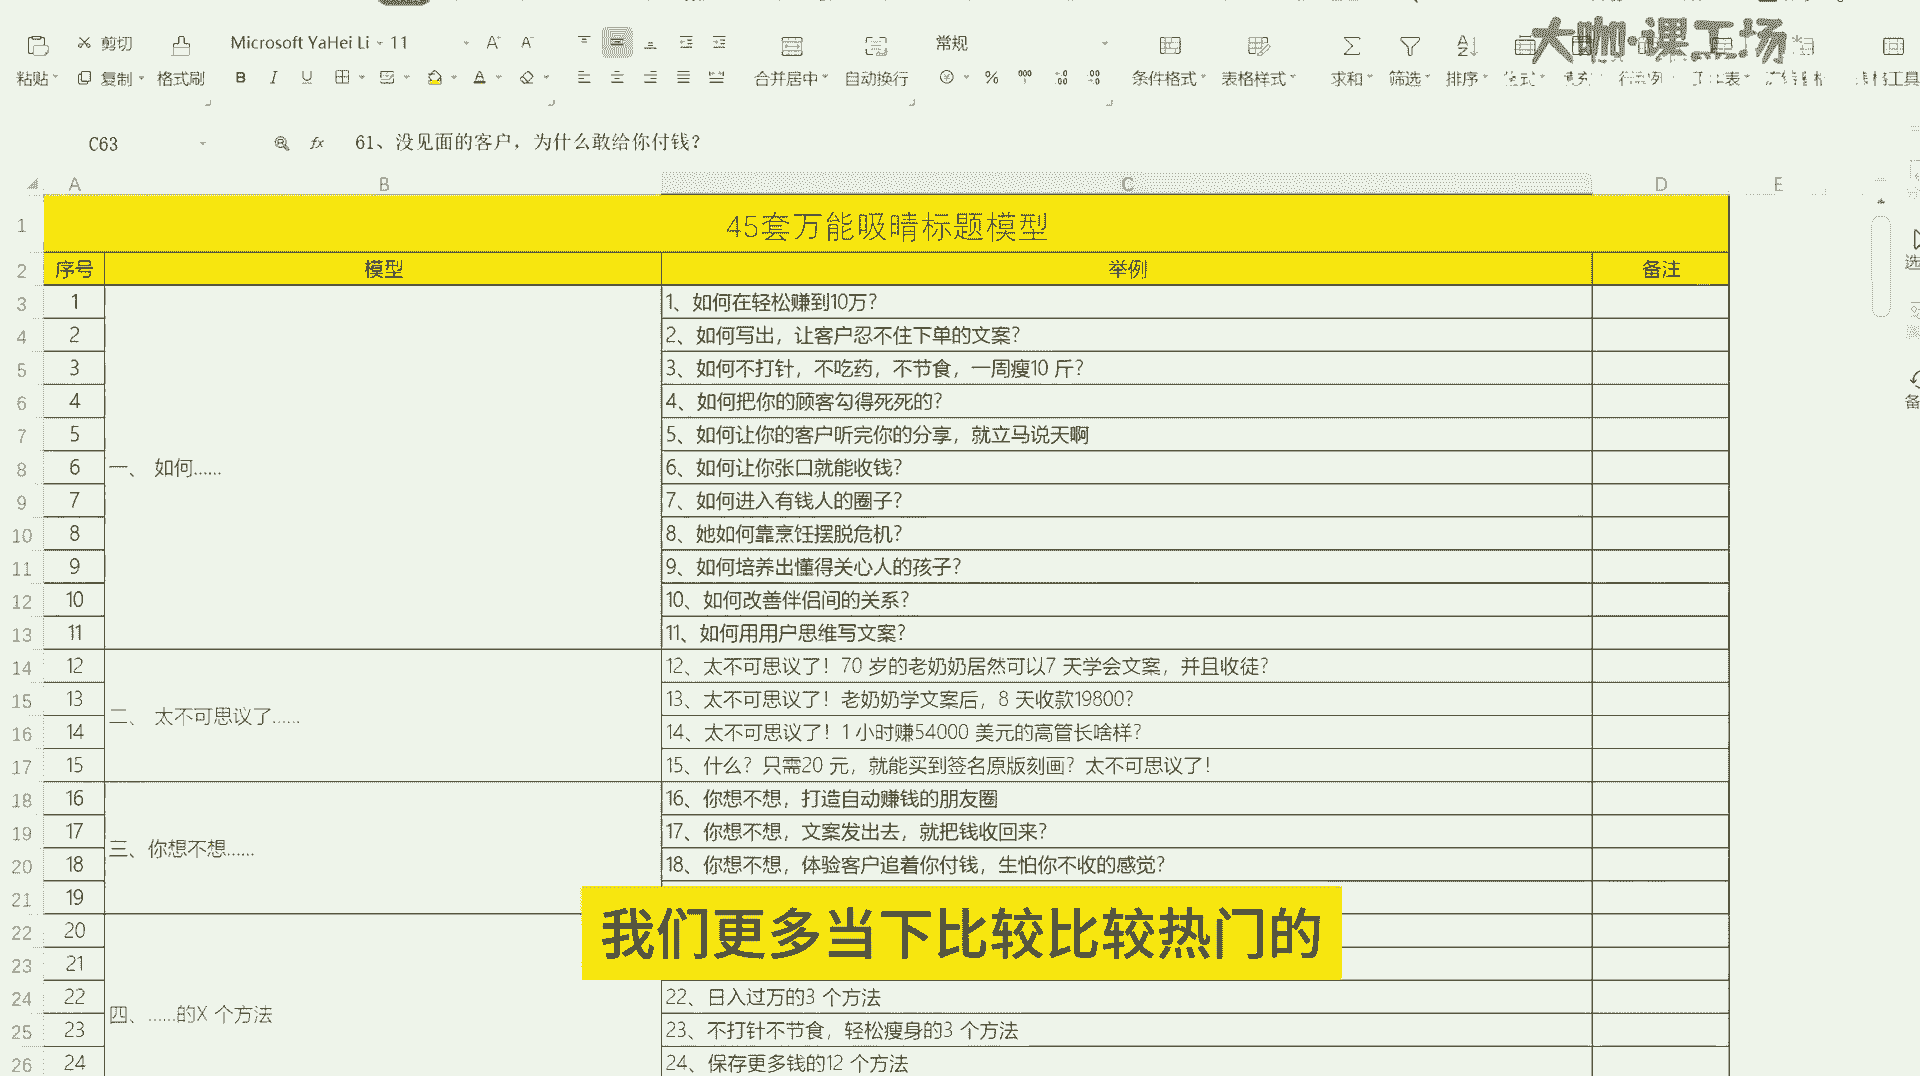 大咖·课工场
粘贴 剪切 复制 格式刷 Microsoft YaHei Li 11 A⁺ A⁻ 常规
B I U A 合并居中 自动换行 % 条件格式 表格样式 求和 筛选 排序
C63 fx 61、没见面的客户，为什么敢给你付钱？
A B C D E
1 45套万能吸晴标题模型
2 序号 模型 举例 备注
3 1 1、如何在轻松赚到10万？
4 2 2、如何写出，让客户忍不住下单的文案？
5 3 3、如何不打针，不吃药，不节食，一周瘦10 斤？
6 4 4、如何把你的顾客勾得死死的？
7 5 5、如何让你的客户听完你的分享，就立马说天啊
8 6 一、 如何…… 6、如何让你张口就能收钱？
9 7 7、如何进入有钱人的圈子？
10 8 8、她如何靠烹饪摆脱危机？
11 9 9、如何培养出懂得关心人的孩子？
12 10 10、如何改善伴侣间的关系？
13 11 11、如何用用户思维写文案？
14 12 12、太不可思议了！70 岁的老奶奶居然可以7 天学会文案，并且收徒？
15 13 二、 太不可思议了…… 13、太不可思议了！老奶奶学文案后，8 天收款19800？
16 14 14、太不可思议了！1 小时赚54000 美元的高管长啥样？
17 15 15、什么？只需20 元，就能买到签名原版刻画？太不可思议了！
18 16 16、你想不想，打造自动赚钱的朋友圈
19 17 三、你想不想…… 17、你想不想，文案发出去，就把钱收回来？
20 18 18、你想不想，体验客户追着你付钱，生怕你不收的感觉？
21 19
22 20
23 21
我们更多当下比较比较热门的
24 22 四、……的X 个方法 22、日入过万的3 个方法
25 23 23、不打针不节食，轻松瘦身的3 个方法
26 24 24、保存更多钱的12 个方法